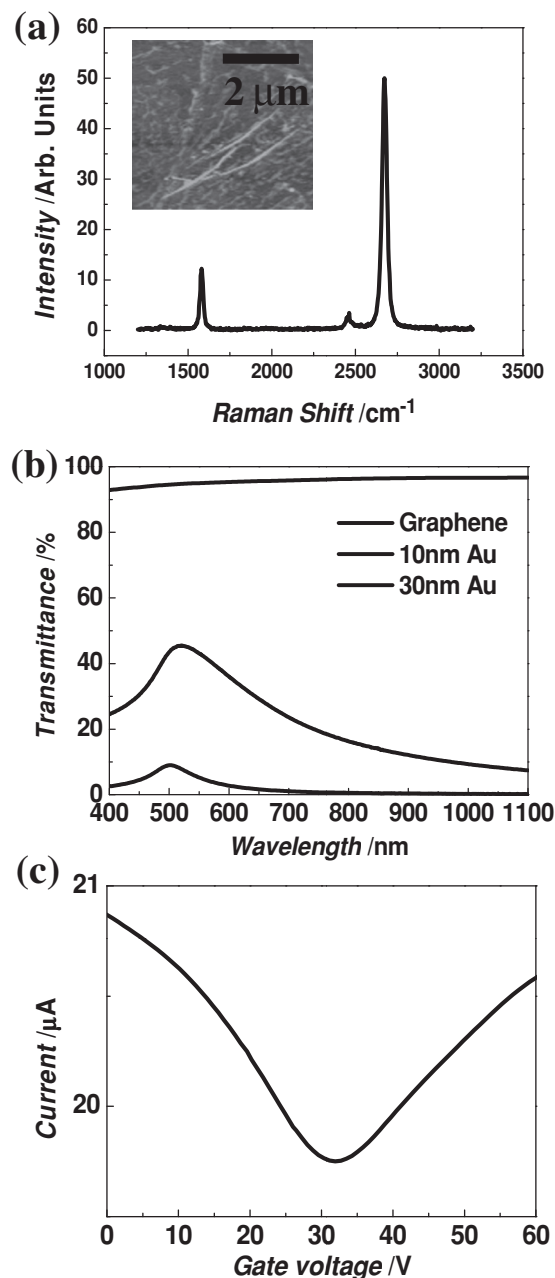 (a)
60
50
40
30
20
10
0
Intensity /Arb. Units
2 μm
1000 1500 2000 2500 3000 3500
Raman Shift /cm⁻¹
(b)
100
80
60
40
20
0
Transmittance /%
Graphene
10nm Au
30nm Au
400 500 600 700 800 900 1000 1100
Wavelength /nm
(c)
21
20
Current /μA
0 10 20 30 40 50 60
Gate voltage /V